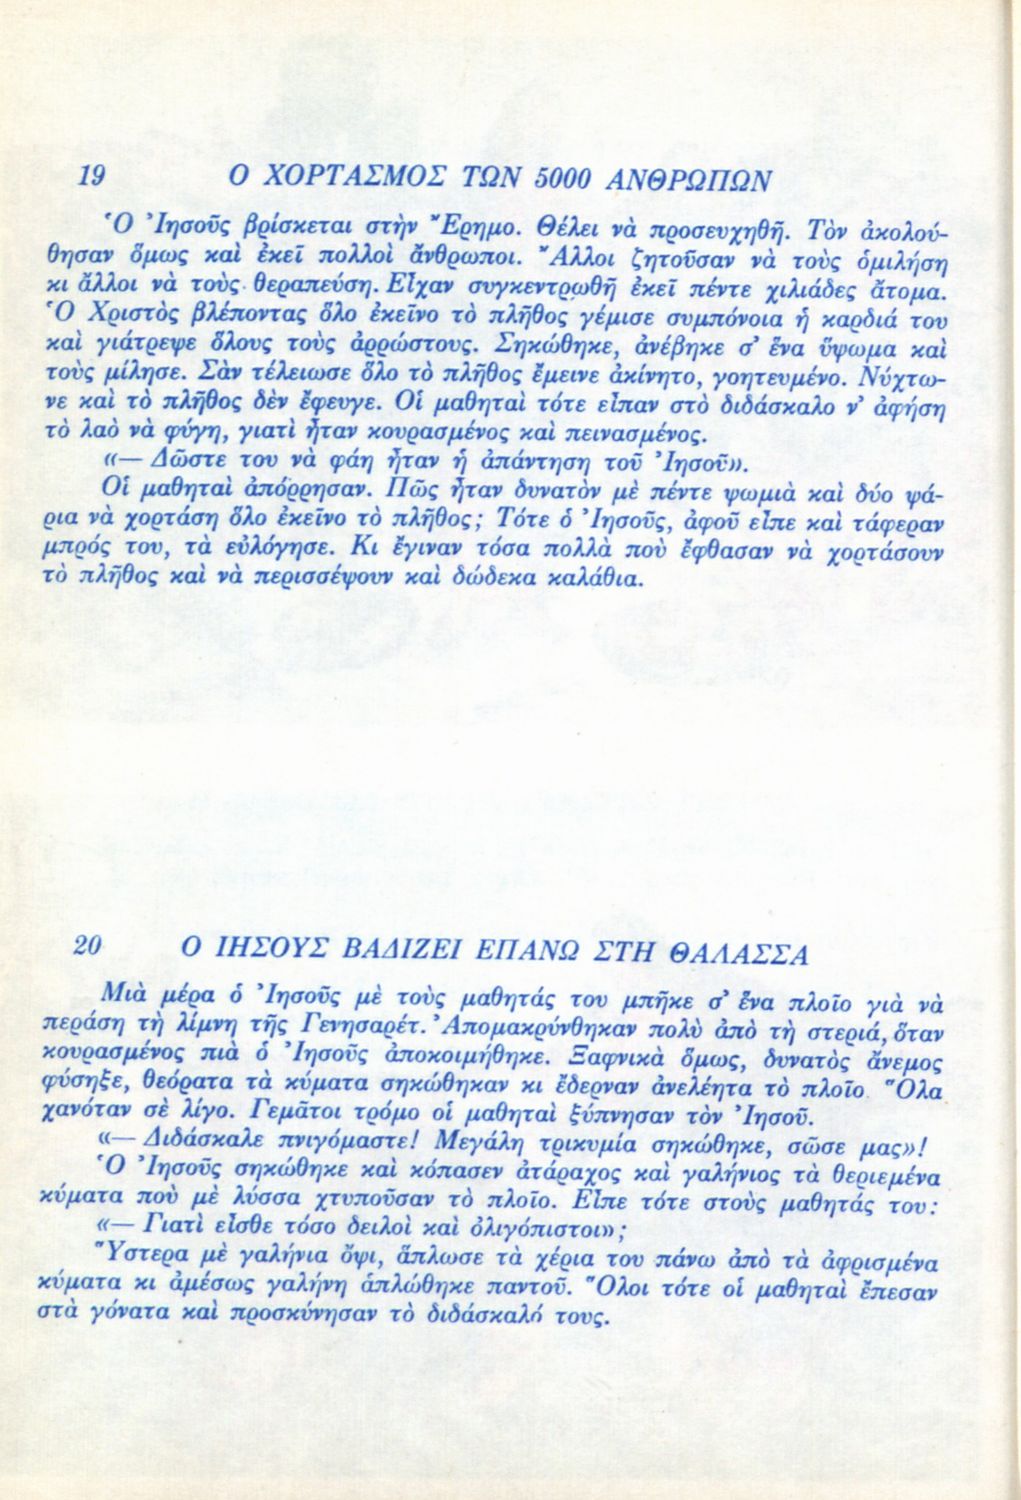 19 Ο ΧΟΡΤΑΣΜΟΣ ΤΩΝ 5000 ΑΝΘΡΩΠΩΝ
Ὁ Ἰησοῦς βρίσκεται στὴν Ἔρημο. Θέλει νὰ προσευχηθῆ. Τὸν ἀκολού-
θησαν ὅμως καὶ ἐκεῖ πολλοὶ ἄνθρωποι. Ἄλλοι ζητοῦσαν νὰ τοὺς ὁμιλήση
κι ἄλλοι νὰ τοὺς θεραπεύση. Εἶχαν συγκεντρωθῆ ἐκεῖ πέντε χιλιάδες ἄτομα.
Ὁ Χριστὸς βλέποντας ὅλο ἐκεῖνο τὸ πλῆθος γέμισε συμπόνοια ἡ καρδιά του
καὶ γιάτρεψε ὅλους τοὺς ἀρρώστους. Σηκώθηκε, ἀνέβηκε σ' ἕνα ὕψωμα καὶ
τοὺς μίλησε. Σὰν τέλειωσε ὅλο τὸ πλῆθος ἔμεινε ἀκίνητο, γοητευμένο. Νύχτω-
νε καὶ τὸ πλῆθος δὲν ἔφευγε. Οἱ μαθηταὶ τότε εἶπαν στὸ διδάσκαλο ν' ἀφήση
τὸ λαὸ νὰ φύγη, γιατὶ ἦταν κουρασμένος καὶ πεινασμένος.
«— Δῶστε του νὰ φάη ἦταν ἡ ἀπάντηση τοῦ Ἰησοῦ».
Οἱ μαθηταὶ ἀπόρρησαν. Πῶς ἦταν δυνατὸν μὲ πέντε ψωμιὰ καὶ δύο ψά-
ρια νὰ χορτάση ὅλο ἐκεῖνο τὸ πλῆθος; Τότε ὁ Ἰησοῦς, ἀφοῦ εἶπε καὶ τάφεραν
μπρός του, τὰ εὐλόγησε. Κι ἔγιναν τόσα πολλὰ ποὺ ἔφθασαν νὰ χορτάσουν
τὸ πλῆθος καὶ νὰ περισσέψουν καὶ δώδεκα καλάθια.
20 Ο ΙΗΣΟΥΣ ΒΑΔΙΖΕΙ ΕΠΑΝΩ ΣΤΗ ΘΑΛΑΣΣΑ
Μιὰ μέρα ὁ Ἰησοῦς μὲ τοὺς μαθητάς του μπῆκε σ' ἕνα πλοῖο γιὰ νὰ
περάση τὴ λίμνη τῆς Γενησαρέτ. Ἀπομακρύνθηκαν πολὺ ἀπὸ τὴ στεριά, ὅταν
κουρασμένος πιὰ ὁ Ἰησοῦς ἀποκοιμήθηκε. Ξαφνικὰ ὅμως, δυνατὸς ἄνεμος
φύσηξε, θεόρατα τὰ κύματα σηκώθηκαν κι ἔδερναν ἀνελέητα τὸ πλοῖο. Ὅλα
χανόταν σὲ λίγο. Γεμᾶτοι τρόμο οἱ μαθηταὶ ξύπνησαν τὸν Ἰησοῦ.
«— Διδάσκαλε πνιγόμαστε! Μεγάλη τρικυμία σηκώθηκε, σῶσε μας»!
Ὁ Ἰησοῦς σηκώθηκε καὶ κόπασεν ἀτάραχος καὶ γαλήνιος τὰ θεριεμένα
κύματα ποὺ μὲ λύσσα χτυποῦσαν τὸ πλοῖο. Εἶπε τότε στοὺς μαθητάς του:
«— Γιατὶ εἶσθε τόσο δειλοὶ καὶ ὀλιγόπιστοι»;
Ὕστερα μὲ γαλήνια ὄψι, ἅπλωσε τὰ χέρια του πάνω ἀπὸ τὰ ἀφρισμένα
κύματα κι ἀμέσως γαλήνη ἁπλώθηκε παντοῦ. Ὅλοι τότε οἱ μαθηταὶ ἔπεσαν
στὰ γόνατα καὶ προσκύνησαν τὸ διδάσκαλό τους.